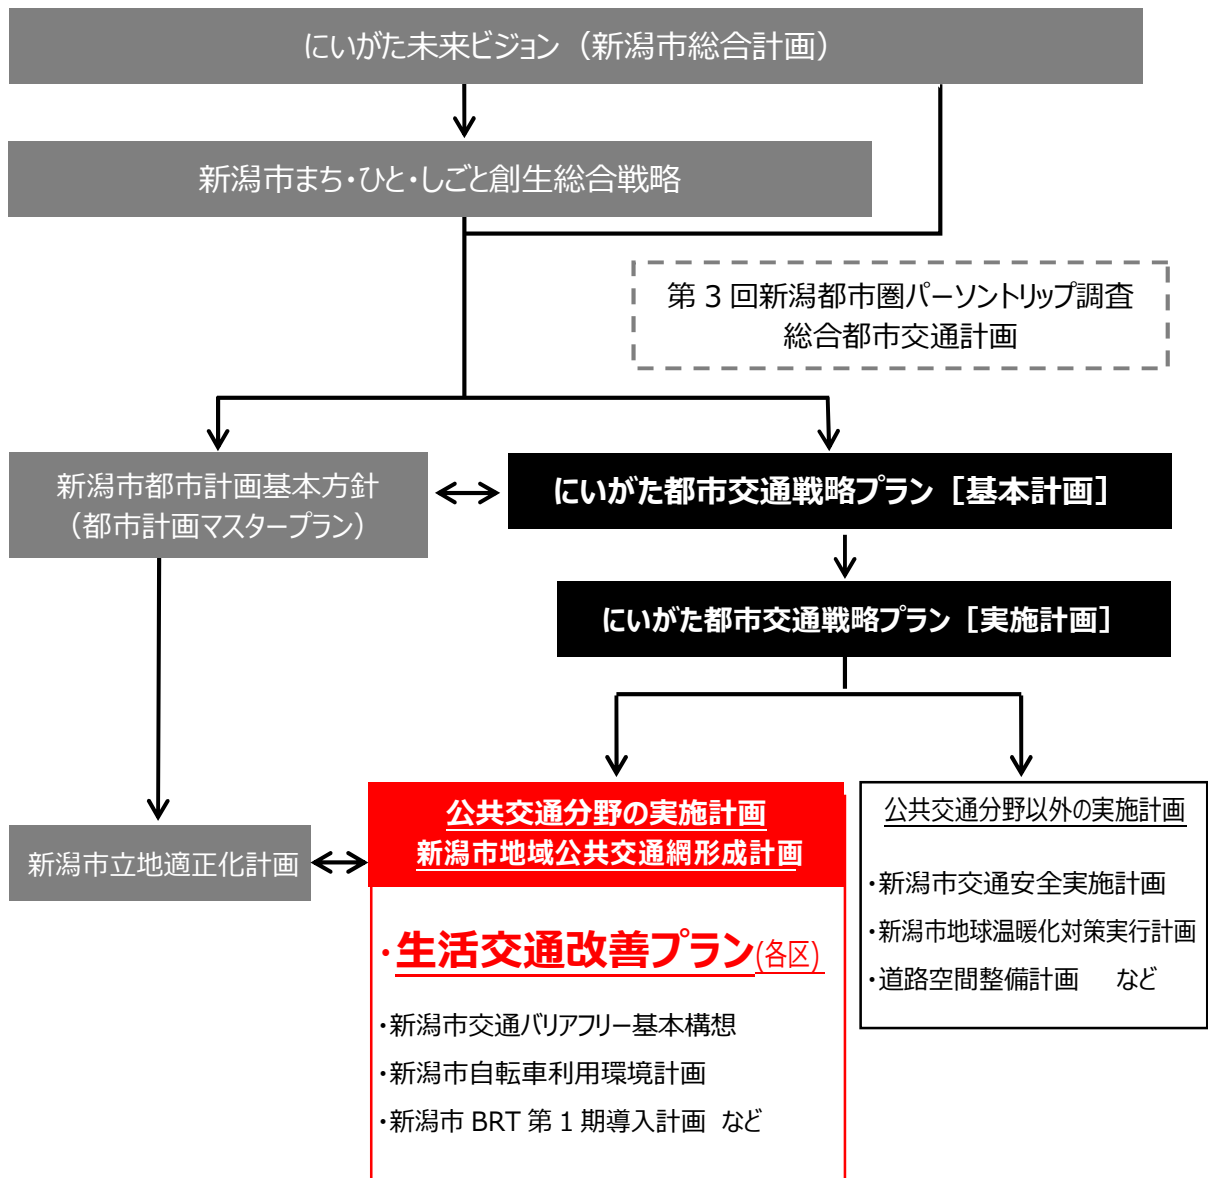 にいがた未来ビジョン（新潟市総合計画）
新潟市まち・ひと・しごと創生総合戦略
第 3 回新潟都市圏パーソントリップ調査
総合都市交通計画
新潟市都市計画基本方針
（都市計画マスタープラン）
にいがた都市交通戦略プラン［基本計画］
にいがた都市交通戦略プラン［実施計画］
公共交通分野の実施計画
新潟市地域公共交通網形成計画
公共交通分野以外の実施計画
新潟市立地適正化計画
・新潟市交通安全実施計画
・新潟市地球温暖化対策実行計画
・道路空間整備計画　など
・生活交通改善プラン(各区)
・新潟市交通バリアフリー基本構想
・新潟市自転車利用環境計画
・新潟市 BRT 第 1 期導入計画 など